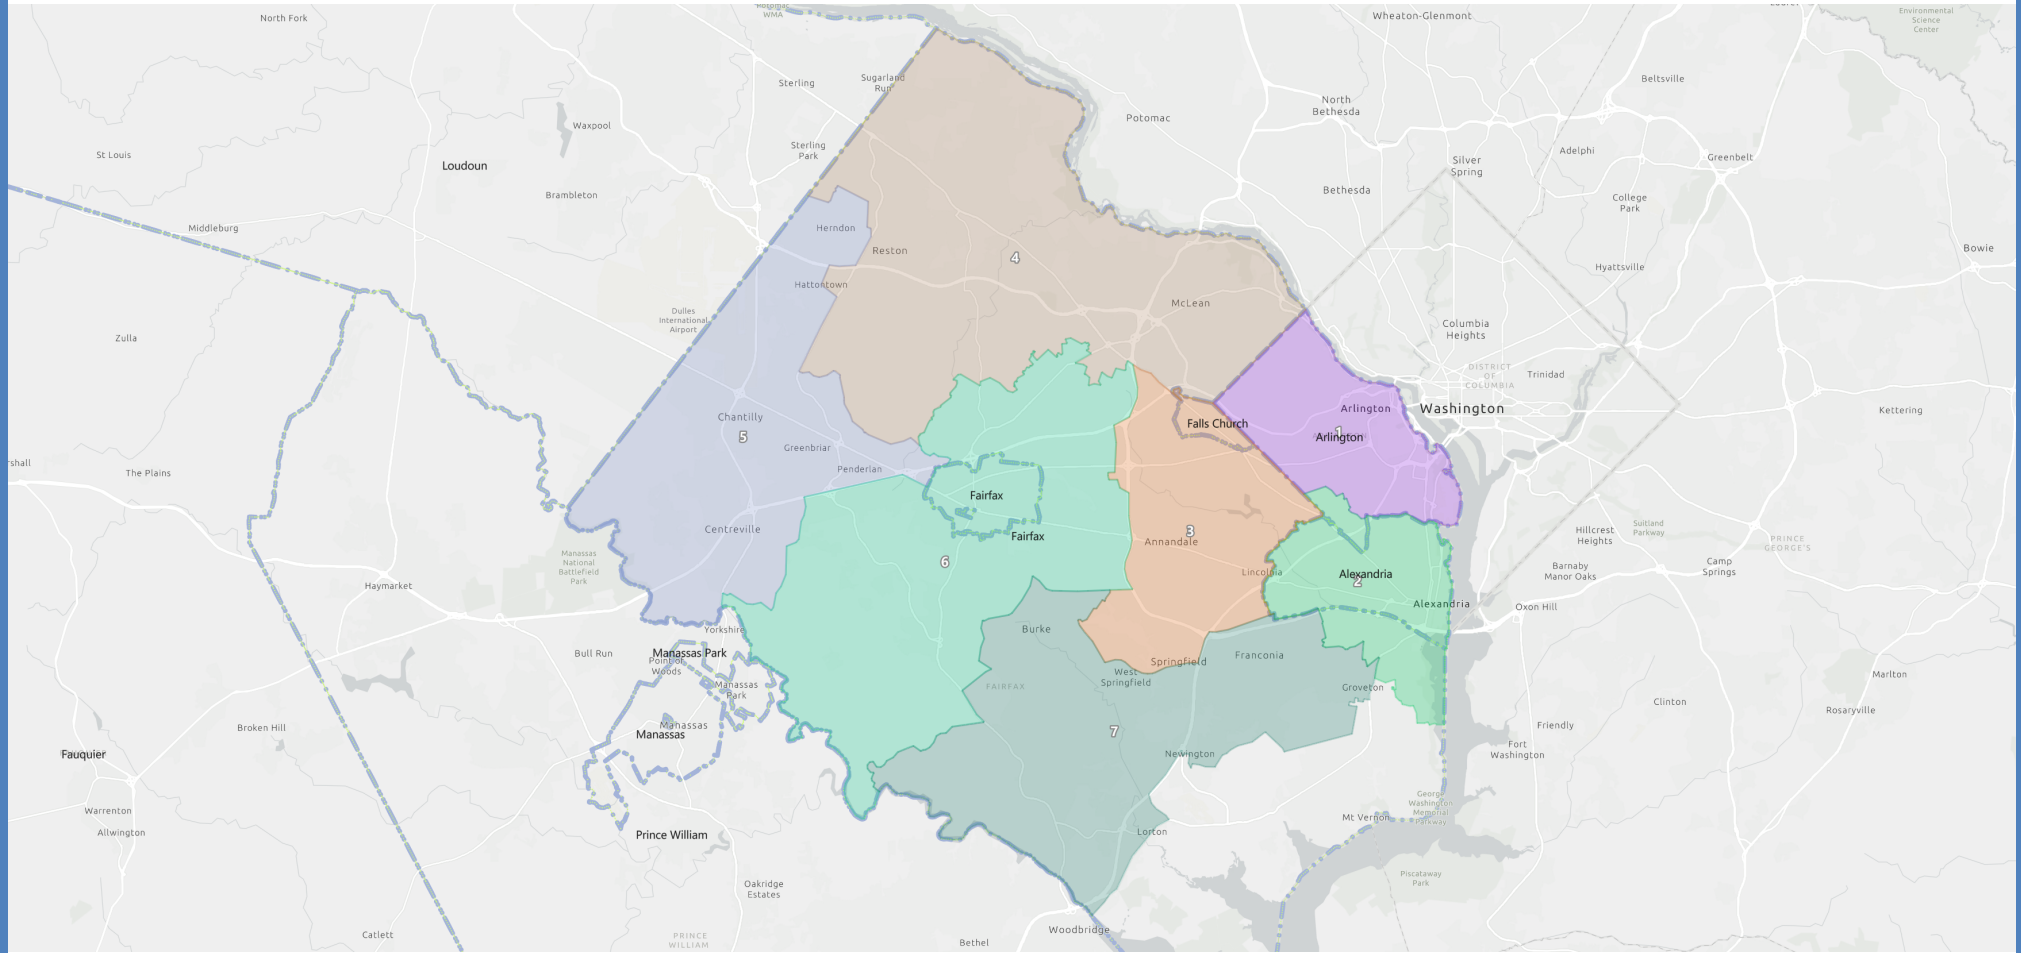 Potomac
WMA
North Fork
Wheaton-Glenmont
Environmental
Science
Center
Sterling
Sugarland
Run
Beltsville
North
Bethesda
Potomac
Waxpool
St Louis
Loudoun
Sterling
Park
Adelphi
Greenbelt
Silver
Spring
Brambleton
Bethesda
College
Park
Middleburg
Herndon
Reston
4
Bowie
Hyattsville
Hattontown
McLean
Dulles
International
Airport
Zulla
Columbia
Heights
DISTRICT
OF
COLUMBIA
Trinidad
Chantilly
5
Arlington
Washington
Kettering
Falls Church
1
Arlington
Greenbriar
Penderlan
rshall
The Plains
Fairfax
Centreville
Fairfax
3
Annandale
Hillcrest
Heights
Suitland
Parkway
PRINCE
GEORGE'S
Manassas
National
Battlefield
Park
6
Lincolnia
Alexandria
2
Barnaby
Manor Oaks
Camp
Springs
Haymarket
Alexandria
Oxon Hill
Yorkshire
Burke
Bull Run
Manassas Park
Point of
Woods
Springfield
West
Springfield
Franconia
Manassas
Park
FAIRFAX
Groveton
Marlton
Clinton
Rosaryville
Broken Hill
Manassas
Manassas
7
Friendly
Fauquier
Newington
Fort
Washington
Warrenton
Allwington
Prince William
Lorton
Mt Vernon
George
Washington
Memorial
Parkway
Piscataway
Park
Oakridge
Estates
Catlett
PRINCE
WILLIAM
Bethel
Woodbridge